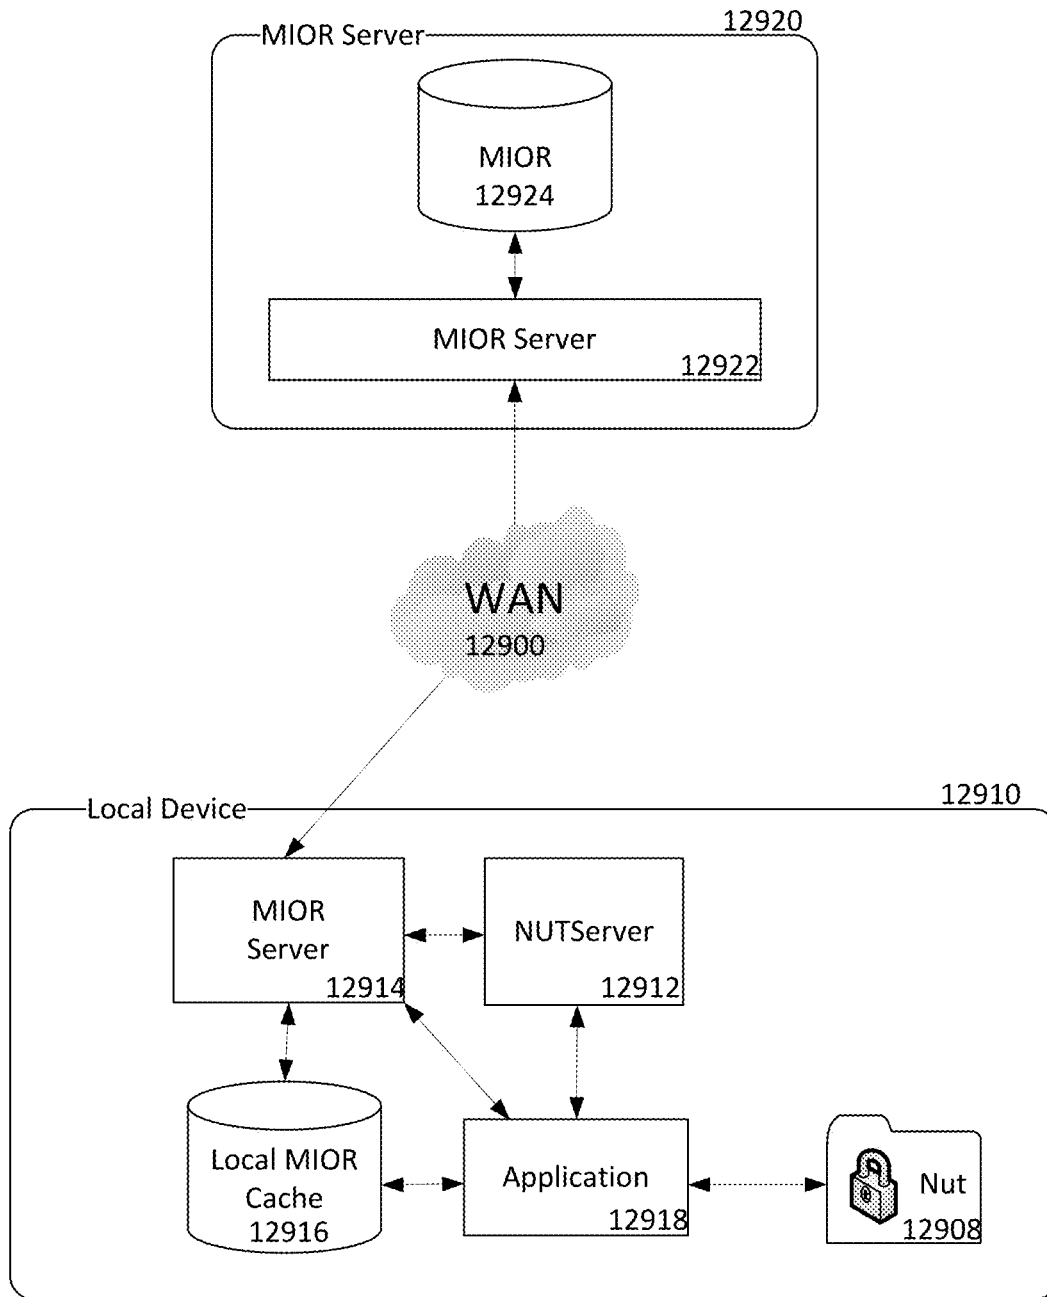 12920
MIOR Server
MIOR
12924
MIOR Server
12922
WAN
12900
12910
Local Device
MIOR
Server
12914
NUTServer
12912
Local MIOR
Cache
12916
Application
12918
Nut
12908